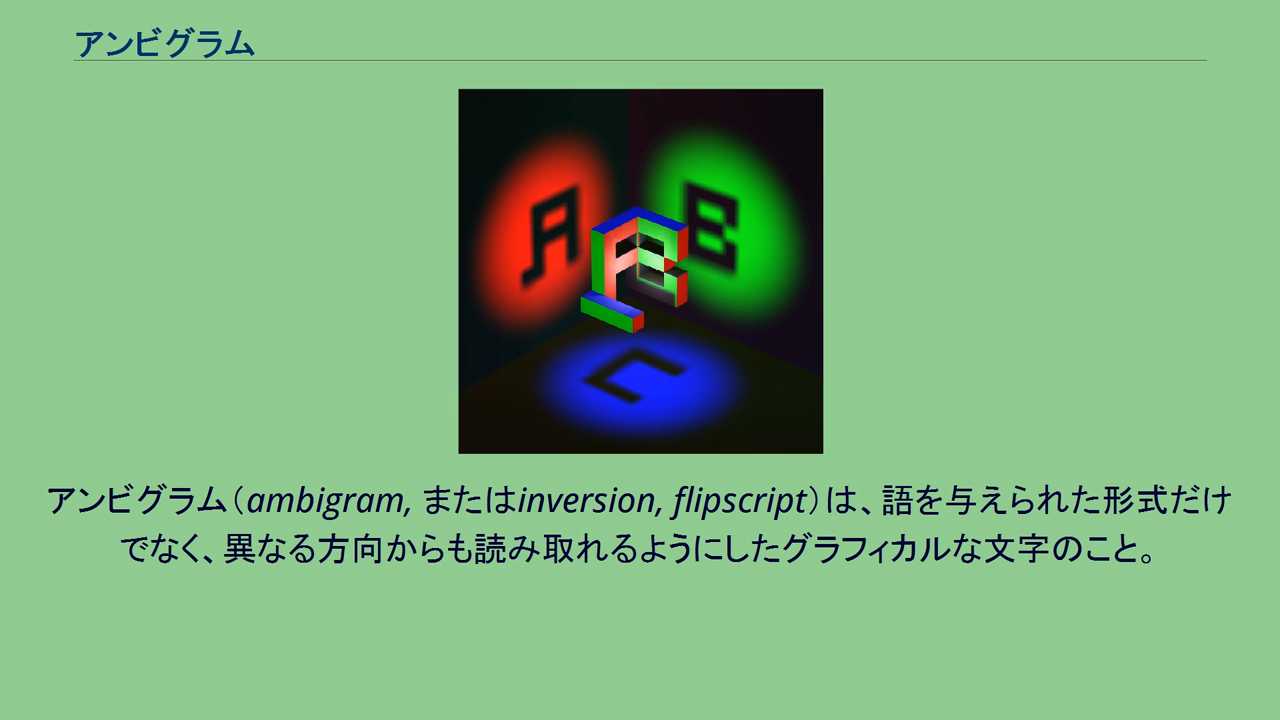 アンビグラム
A
B
C
アンビグラム（ambigram, またはinversion, flipscript）は、語を与えられた形式だけ
でなく、異なる方向からも読み取れるようにしたグラフィカルな文字のこと。